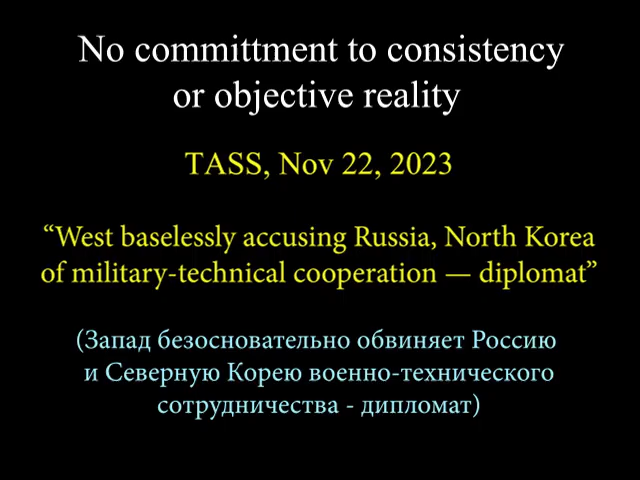 No committment to consistency
or objective reality
TASS, Nov 22, 2023
“West baselessly accusing Russia, North Korea
of military-technical cooperation — diplomat”
(Запад безосновательно обвиняет Россию
и Северную Корею военно-технического
сотрудничества - дипломат)